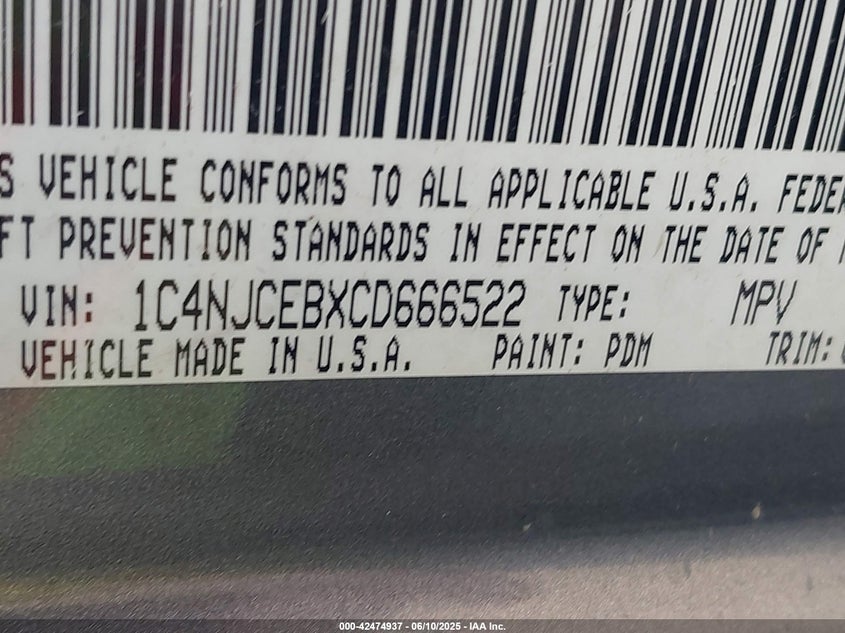 S VEHICLE CONFORMS TO ALL APPLICABLE U.S.A. FEDER
FT PREVENTION STANDARDS IN EFFECT ON THE DATE OF
VIN: 1C4NJCEBXCD666522 TYPE: MPV
VEHICLE MADE IN U.S.A. PAINT: PDM TRIM:
000-42474937 - 06/10/2025 - IAA Inc.